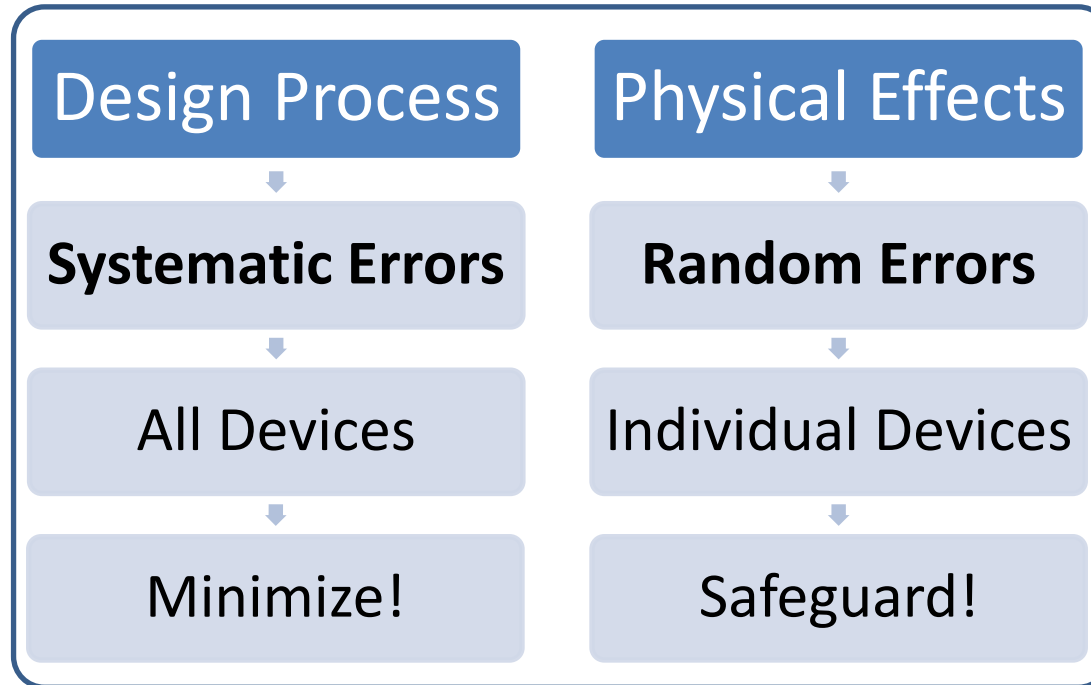 Design Process
Systematic Errors
All Devices
Minimize!
Physical Effects
Random Errors
Individual Devices
Safeguard!